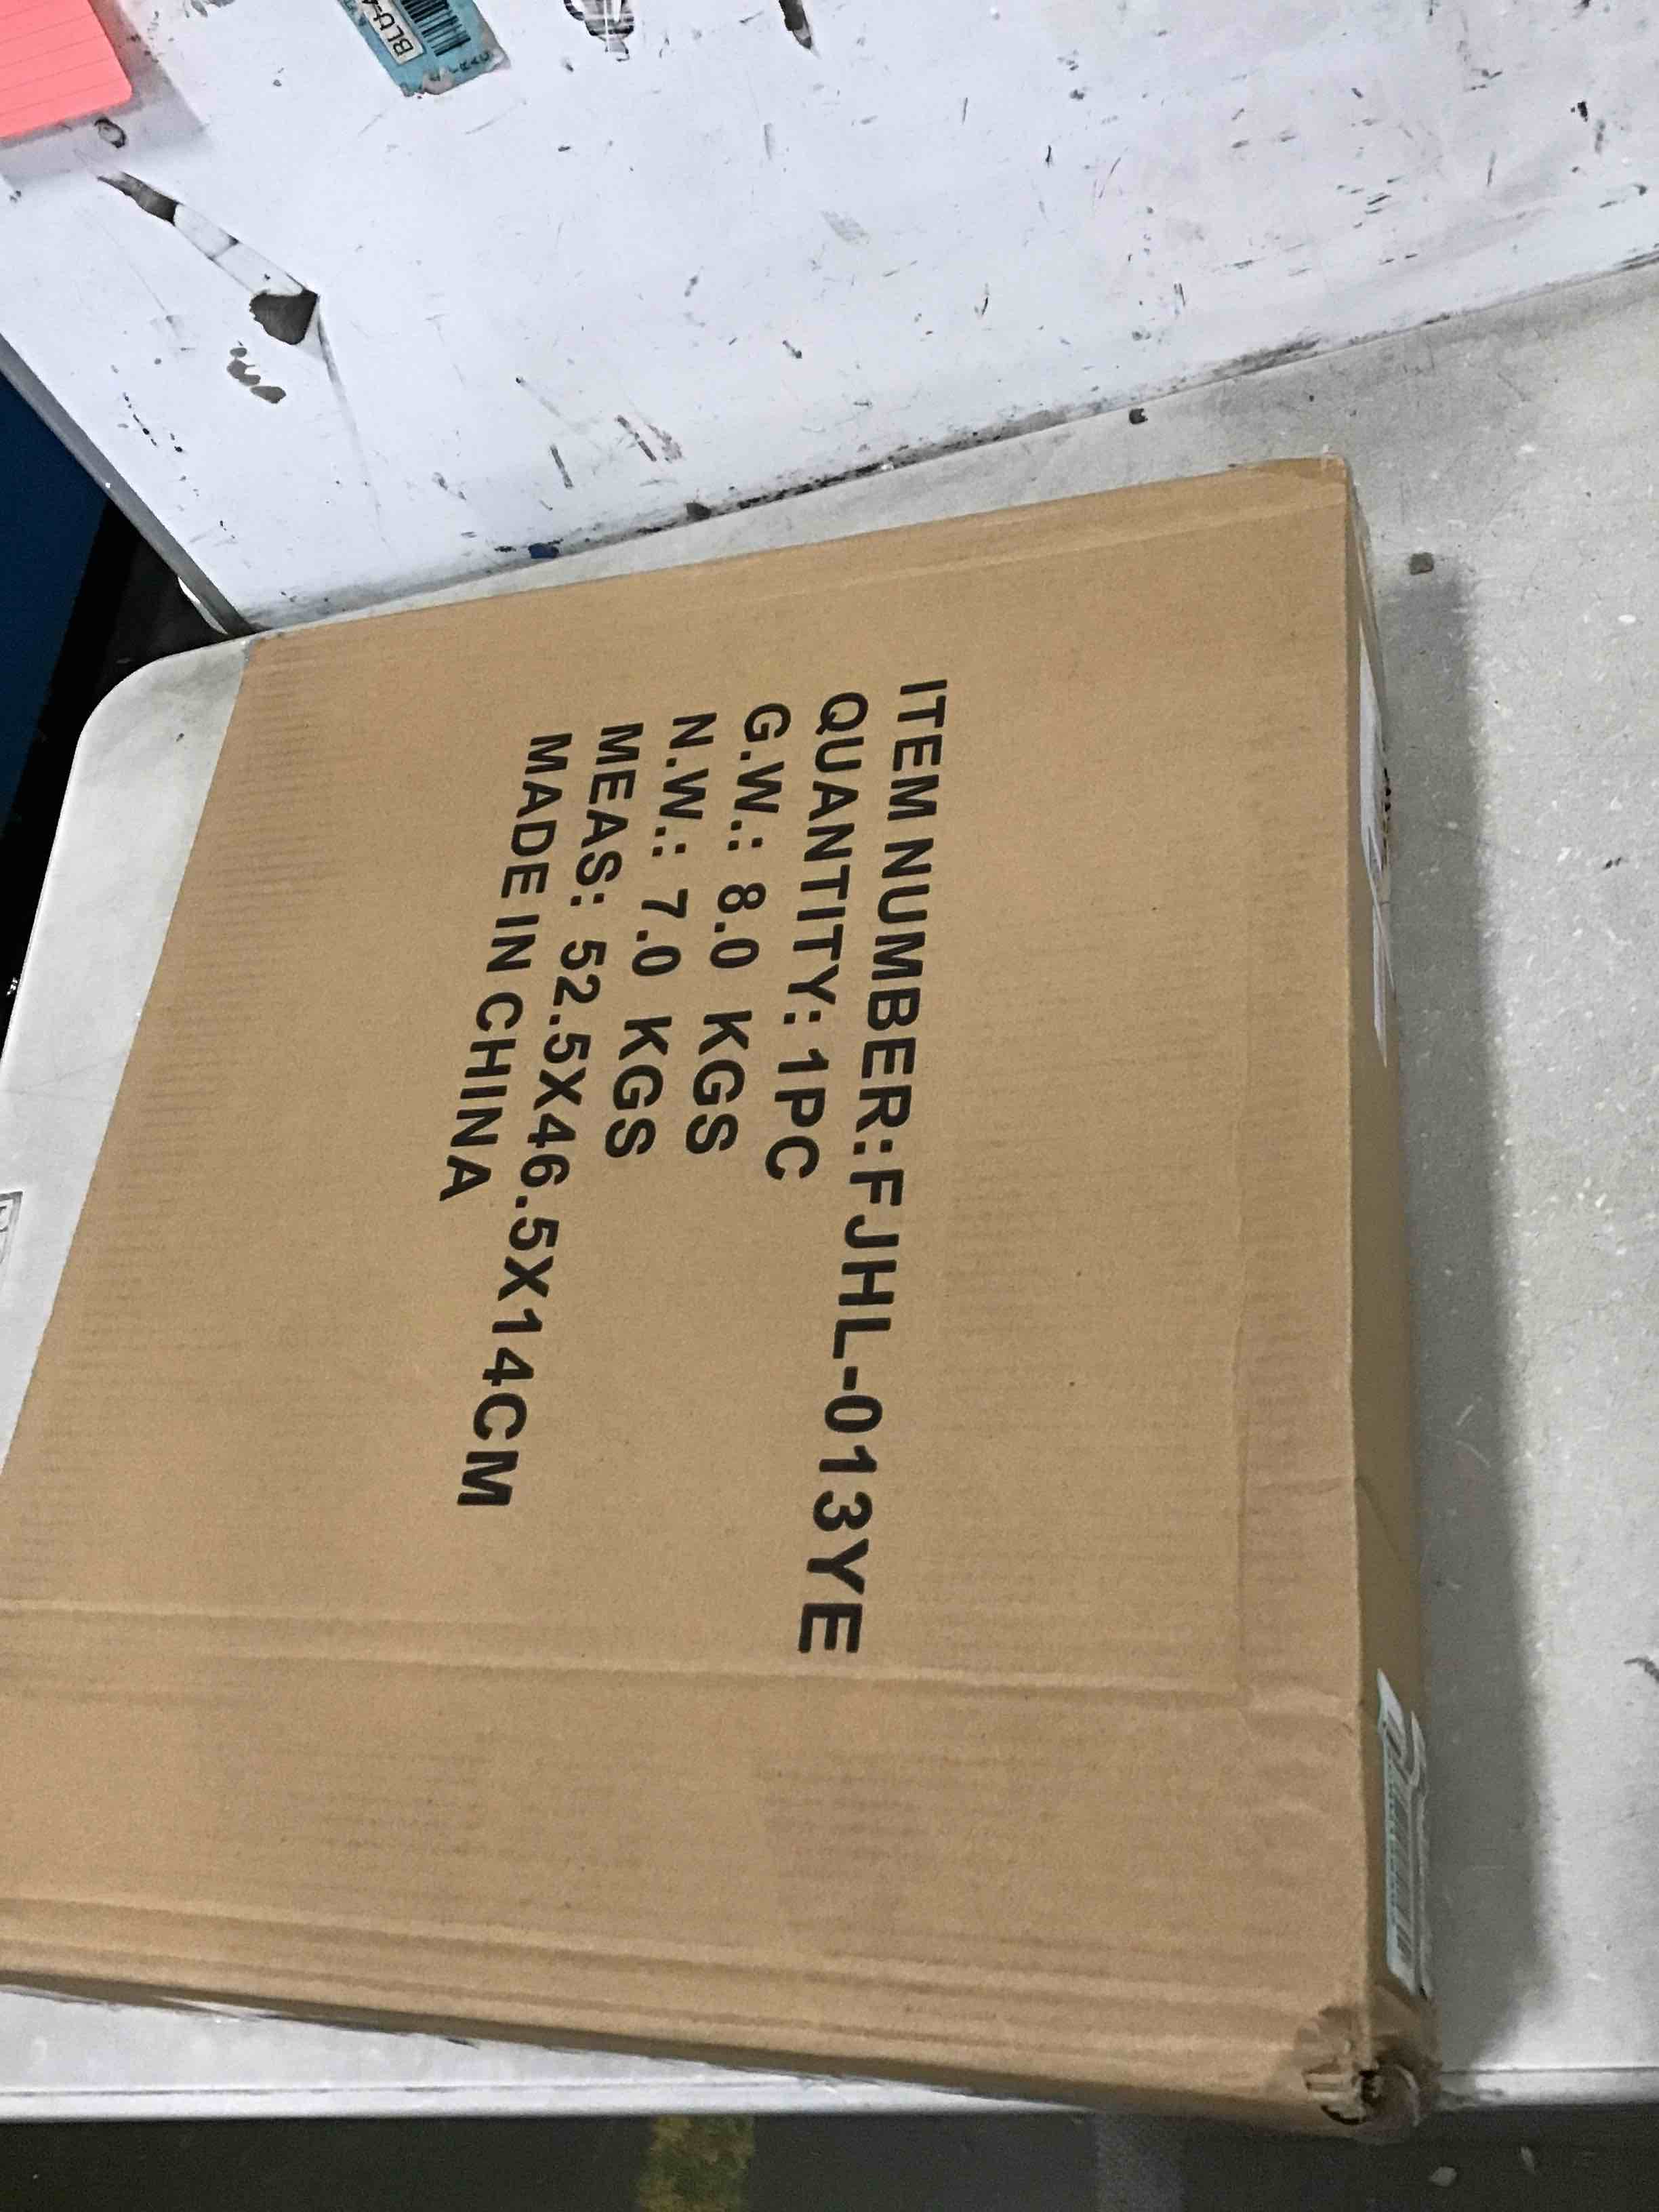 ITEM NUMBER:FJHL-013YE
QUANTITY: 1PC
G.W.: 8.0 KGS
N.W.: 7.0 KGS
MEAS: 52.5X46.5X14CM
MADE IN CHINA